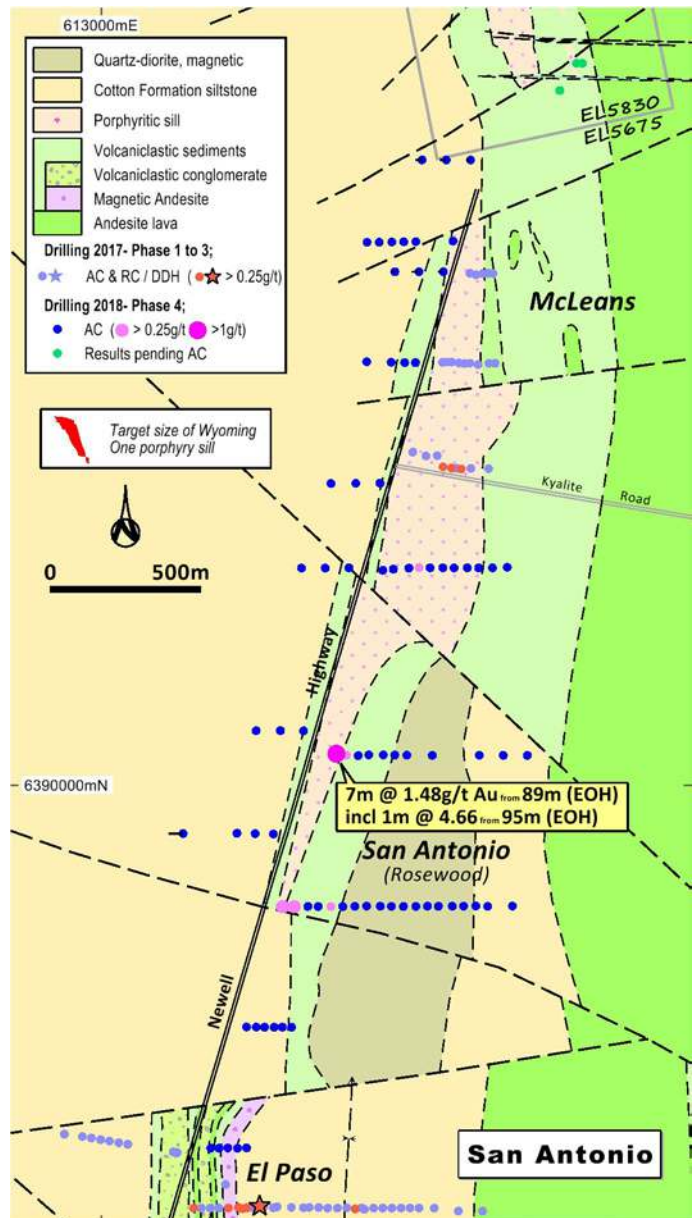 613000mE
Quartz-diorite, magnetic
Cotton Formation siltstone
Porphyritic sill
Volcaniclastic sediments
Volcaniclastic conglomerate
Magnetic Andesite
Andesite lava
Drilling 2017- Phase 1 to 3;
AC & RC / DDH ( > 0.25g/t)
Drilling 2018- Phase 4;
AC ( > 0.25g/t >1g/t)
Results pending AC
EL5830
EL5675
McLeans
Target size of Wyoming
One porphyry sill
N
0 500m
Kyalite Road
Highway
6390000mN
7m @ 1.48g/t Au from 89m (EOH)
incl 1m @ 4.66 from 95m (EOH)
San Antonio
(Rosewood)
Newell
El Paso
San Antonio